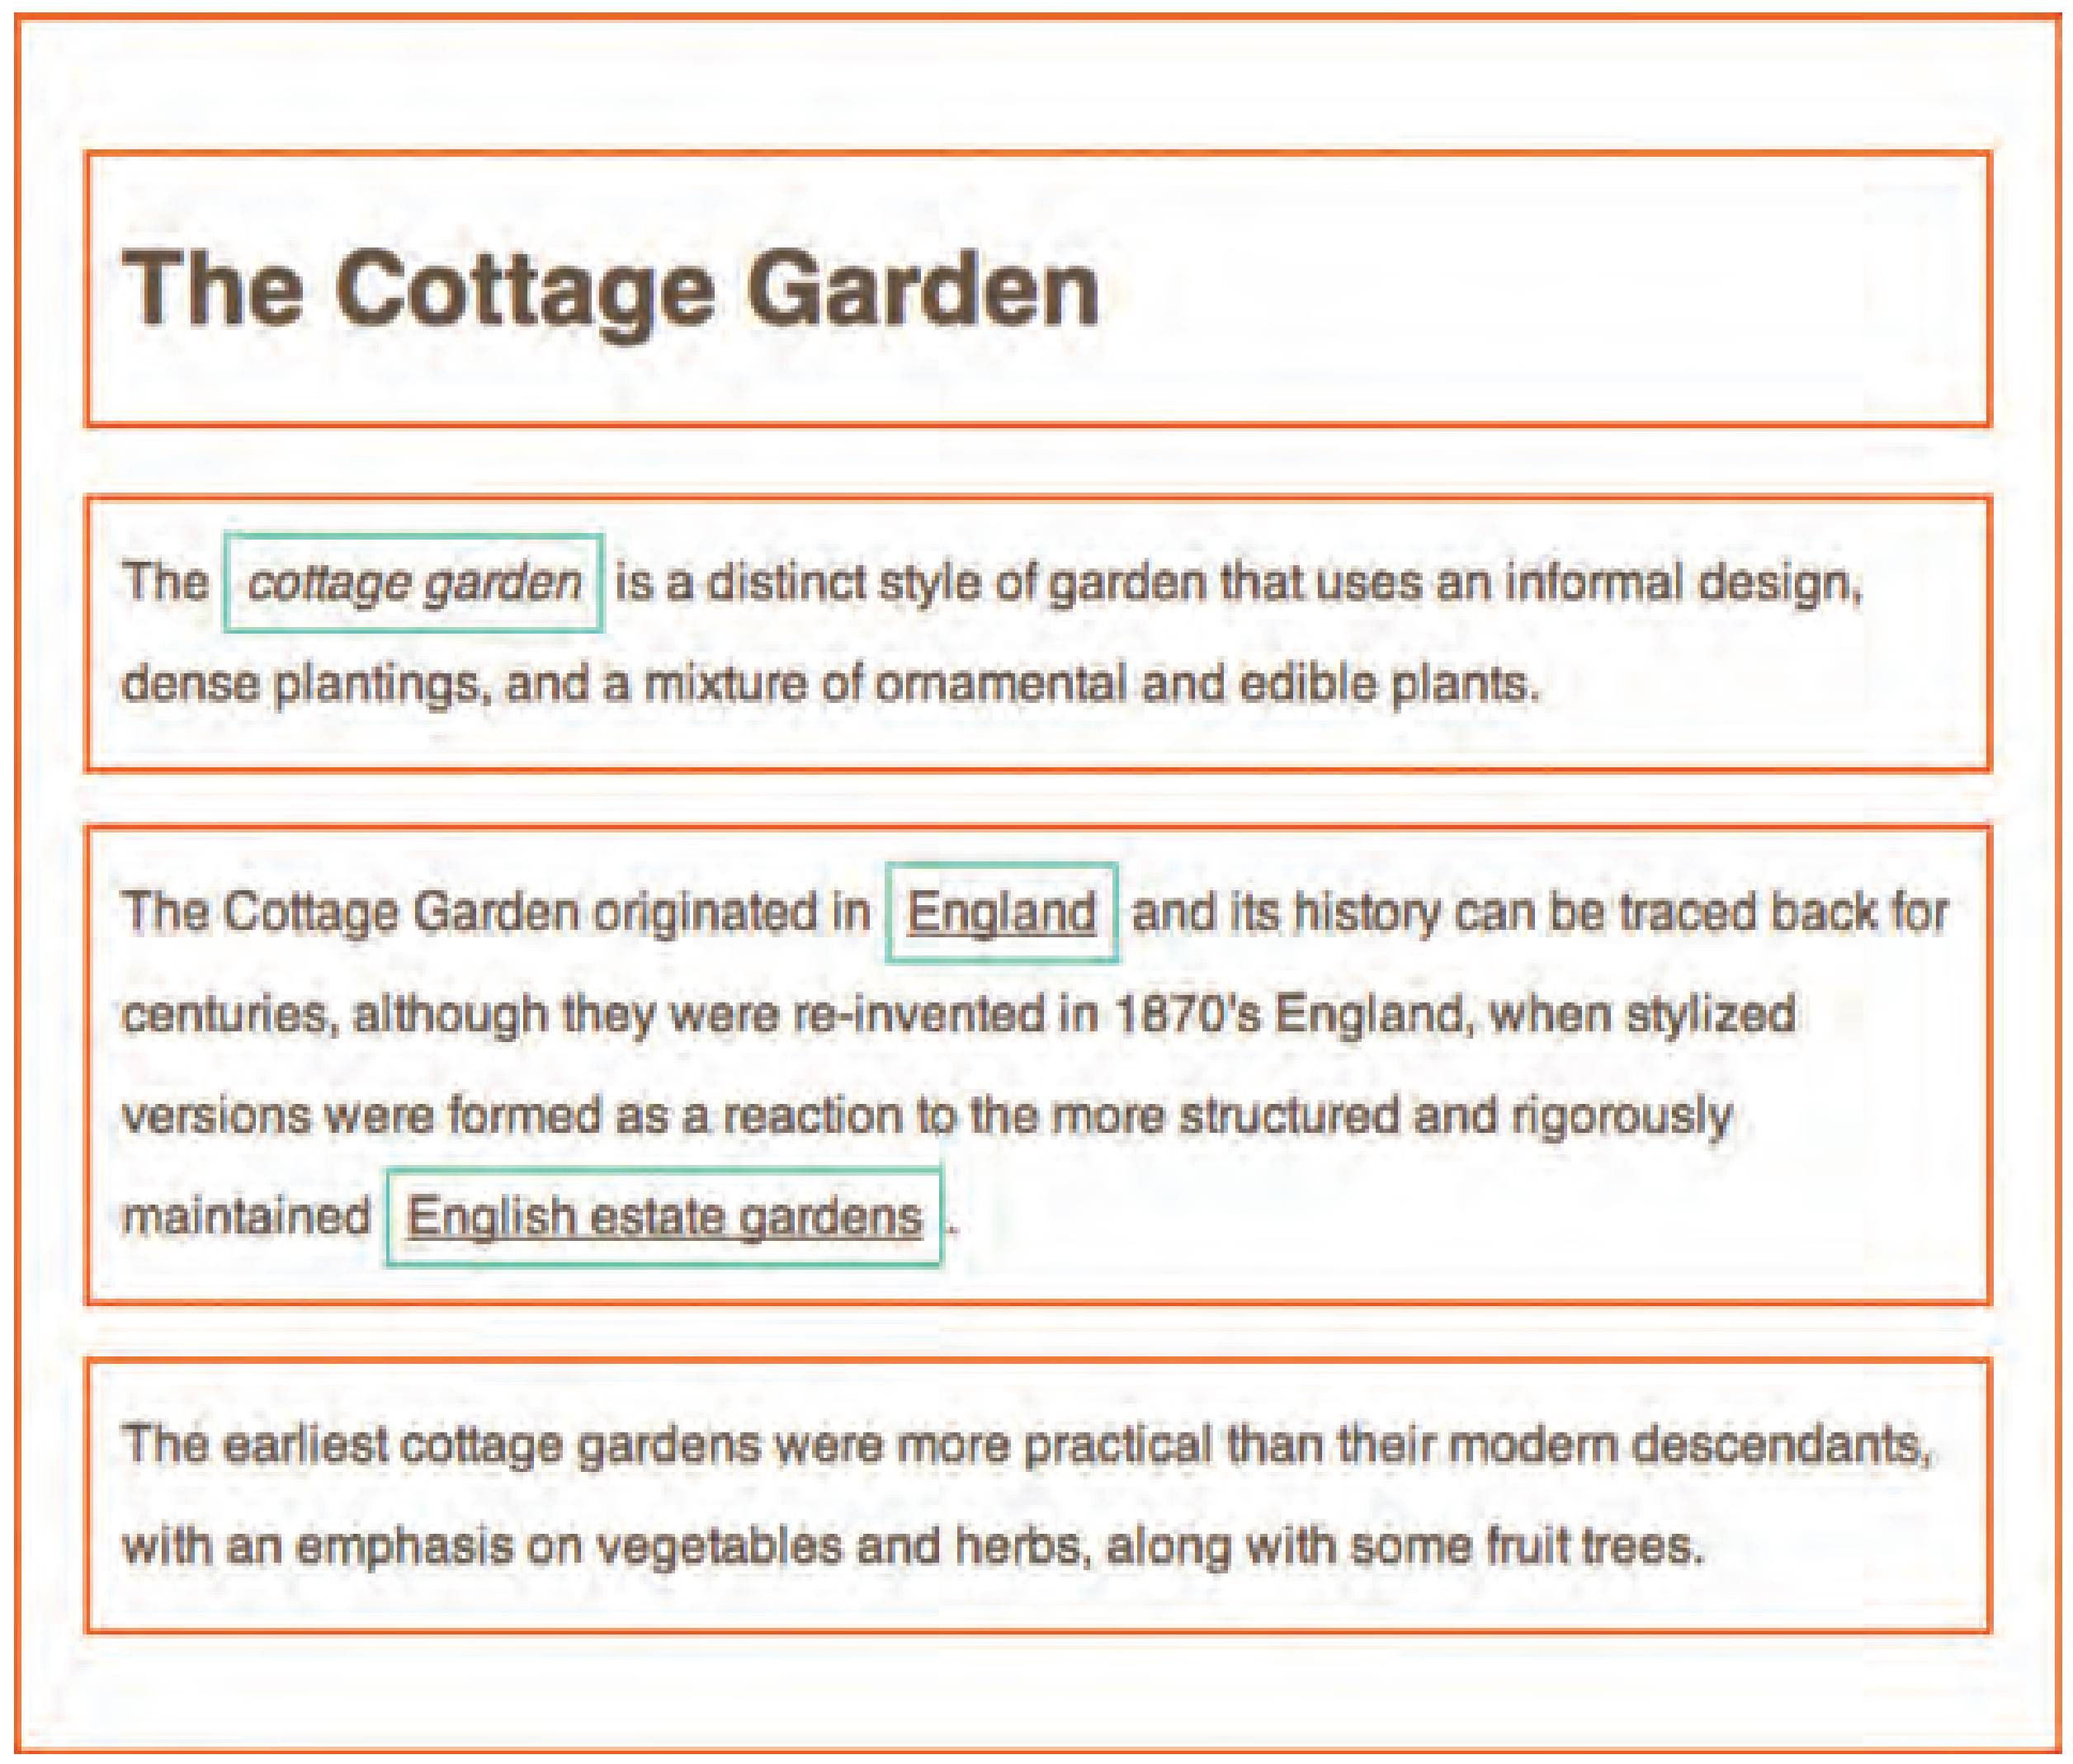 The Cottage Garden
The cottage garden is a distinct style of garden that uses an informal design,
dense plantings, and a mixture of ornamental and edible plants.
The Cottage Garden originated in England and its history can be traced back for
centuries, although they were re-invented in 1870's England, when stylized
versions were formed as a reaction to the more structured and rigorously
maintained English estate gardens.
The earliest cottage gardens were more practical than their modern descendants,
with an emphasis on vegetables and herbs, along with some fruit trees.